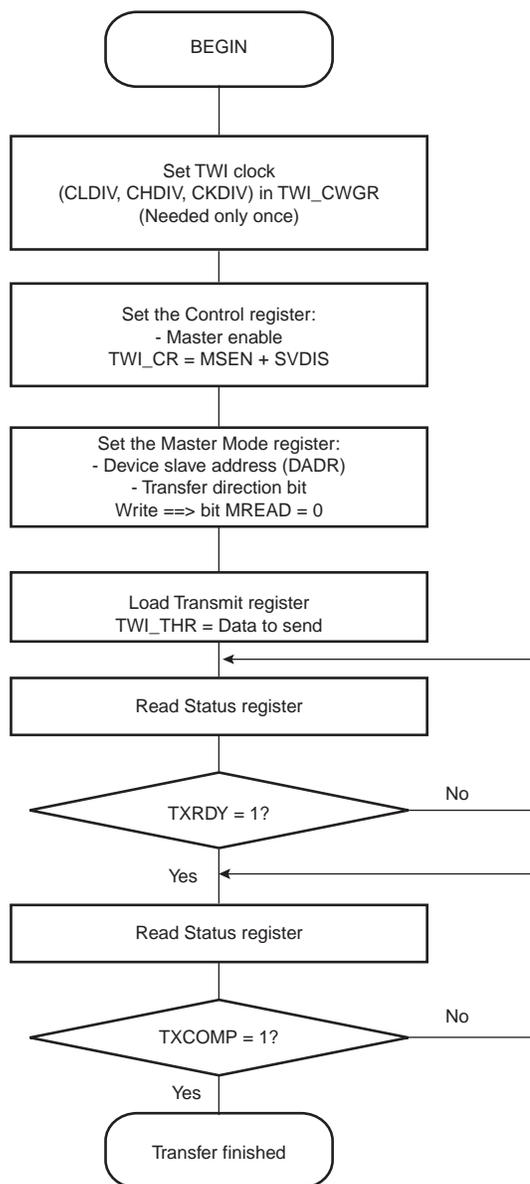 BEGIN
Set TWI clock
(CLDIV, CHDIV, CKDIV) in TWI_CWGR
(Needed only once)
Set the Control register:
- Master enable
TWI_CR = MSEN + SVDIS
Set the Master Mode register:
- Device slave address (DADR)
- Transfer direction bit
Write ==> bit MREAD = 0
Load Transmit register
TWI_THR = Data to send
Read Status register
TXRDY = 1?
No
Yes
Read Status register
TXCOMP = 1?
No
Yes
Transfer finished